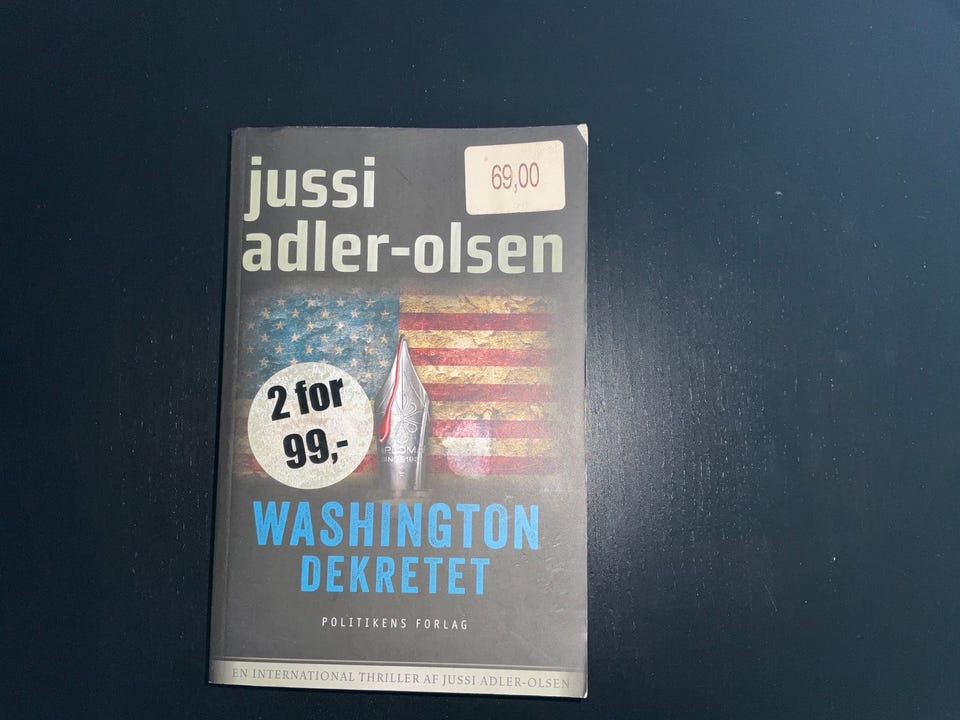 jussi
69,00
adler-olsen
2 for
99,-
WASHINGTON
DEKRETET
POLITIKENS FORLAG
EN INTERNATIONAL THRILLER AF JUSSI ADLER-OLSEN